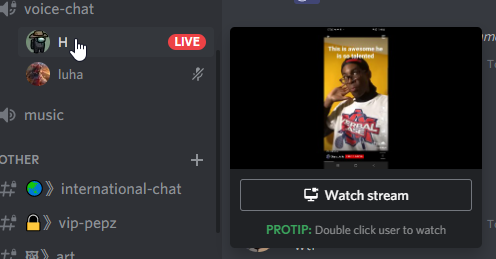 voice-chat
H
LIVE
luha
music
OTHER
international-chat
vip-pepz
art
This is awesome he
is so talented
VERBAL
Watch stream
PROTIP: Double click user to watch